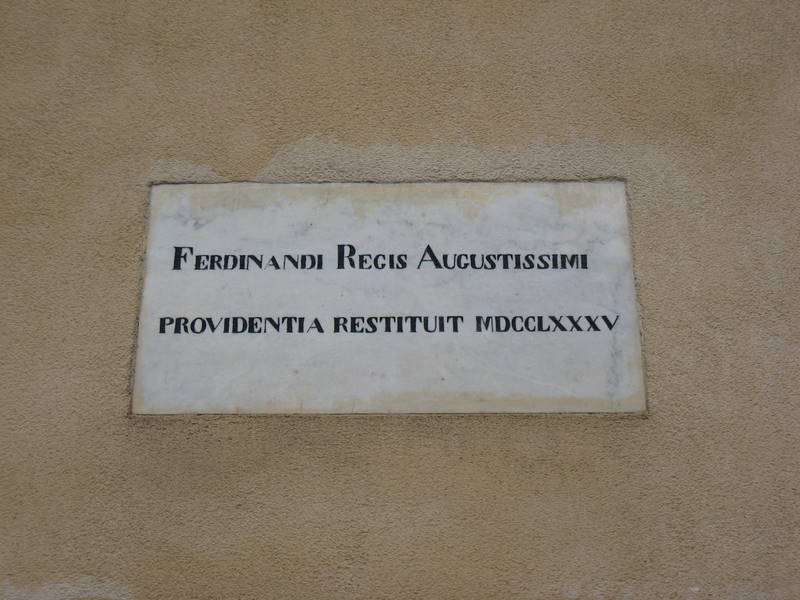 Ferdinandi Regis Augustissimi
providentia restituit MDCCLXXXV